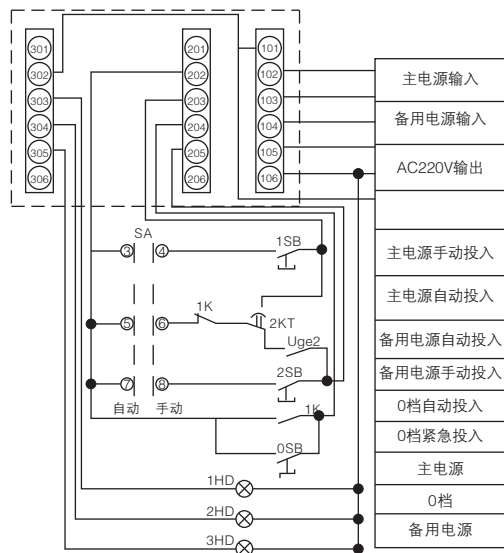 301
302
303
304
305
306
201
202
203
204
205
206
101
102
103
104
105
106
主电源输入
备用电源输入
AC220V输出
主电源手动投入
主电源自动投入
备用电源自动投入
备用电源手动投入
0档自动投入
0档紧急投入
主电源
0档
备用电源
SA
3
4
1SB
1K
5
6
2KT
Uge2
7
8
2SB
自动
手动
1K
0SB
1HD
2HD
3HD